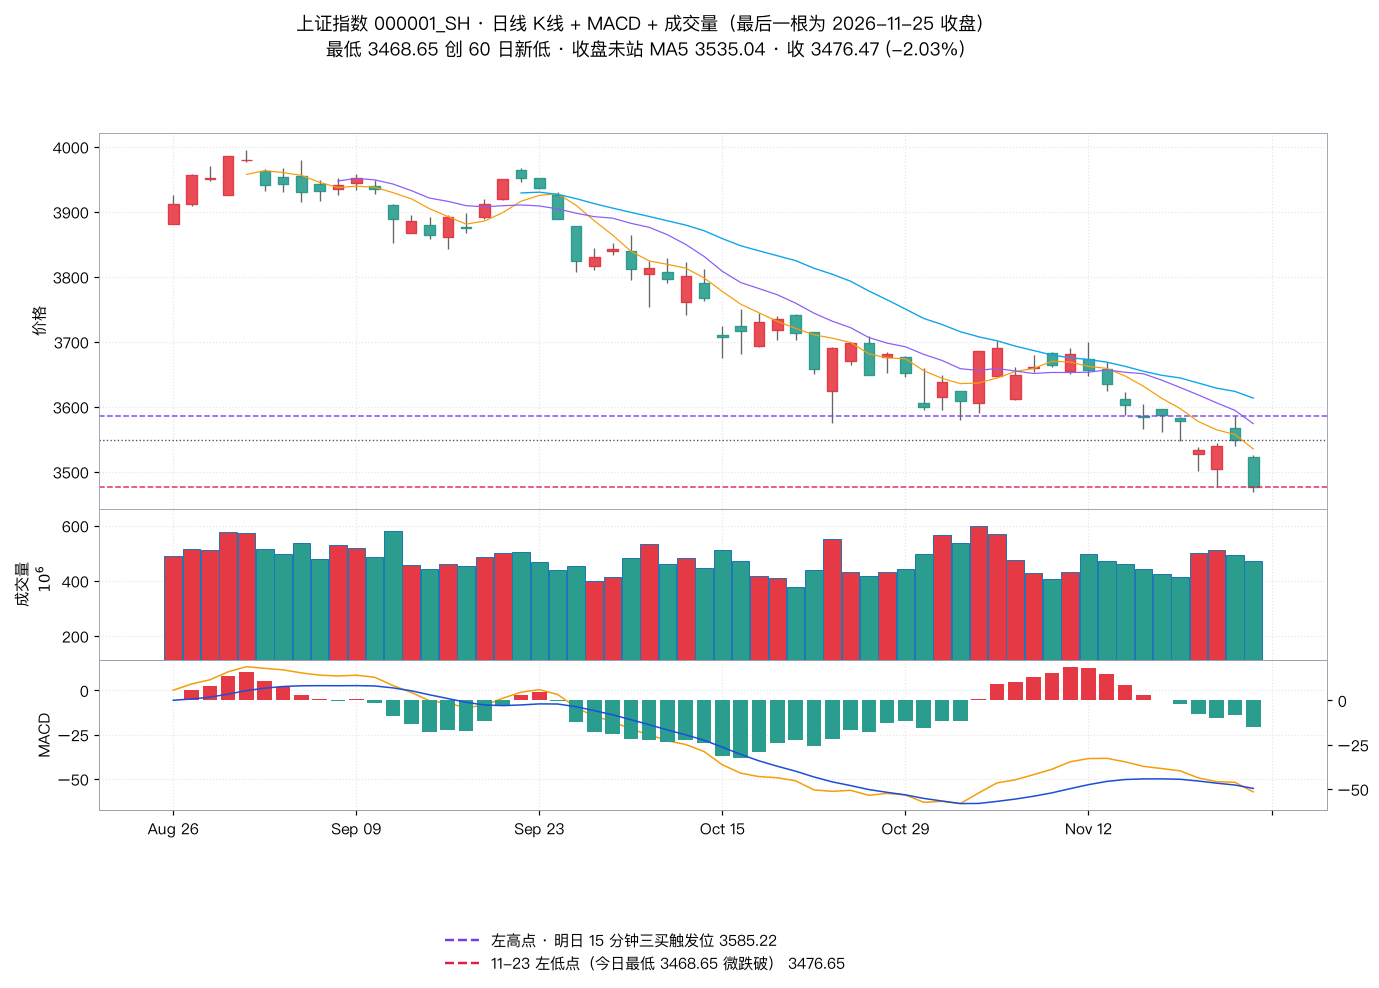 上证指数 000001_SH · 日线 K线 + MACD + 成交量（最后一根为 2026-11-25 收盘）
最低 3468.65 创 60 日新低 · 收盘未站 MA5 3535.04 · 收 3476.47 (−2.03%)
价格
4000
3900
3800
3700
3600
3500
成交量
10⁶
600
400
200
MACD
0
−25
−50
0
−25
−50
Aug 26
Sep 09
Sep 23
Oct 15
Oct 29
Nov 12
左高点 · 明日 15 分钟三买触发位 3585.22
11-23 左低点（今日最低 3468.65 微跌破） 3476.65